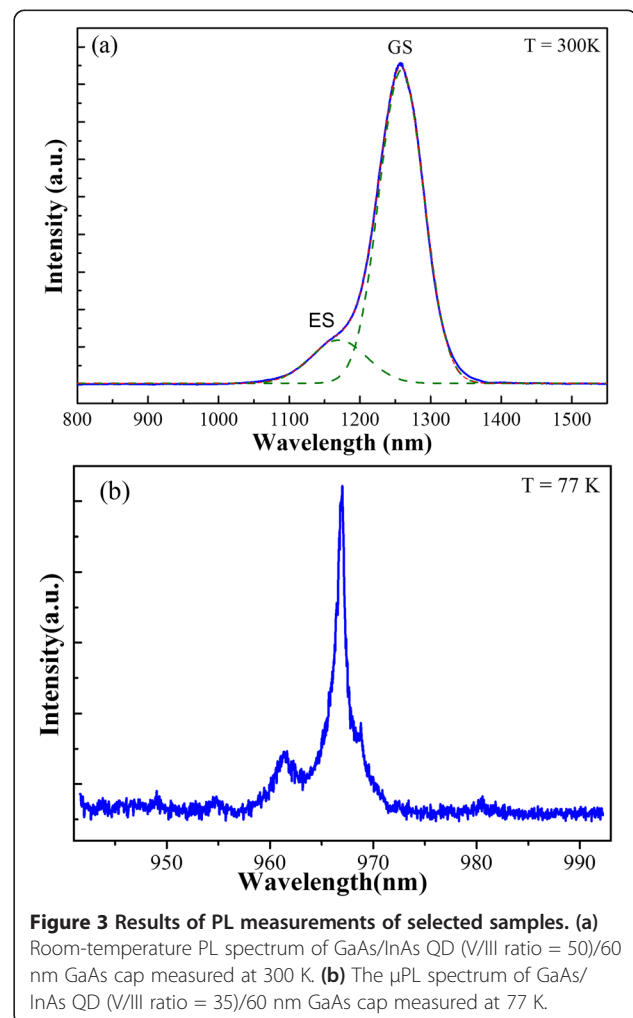 (a)
GS
T = 300K
ES
Intensity (a.u.)
800 900 1000 1100 1200 1300 1400 1500
Wavelength (nm)
(b)
T = 77 K
Intensity(a.u.)
950 960 970 980 990
Wavelength(nm)
Figure 3 Results of PL measurements of selected samples. (a)
Room-temperature PL spectrum of GaAs/InAs QD (V/III ratio = 50)/60
nm GaAs cap measured at 300 K. (b) The μPL spectrum of GaAs/
InAs QD (V/III ratio = 35)/60 nm GaAs cap measured at 77 K.